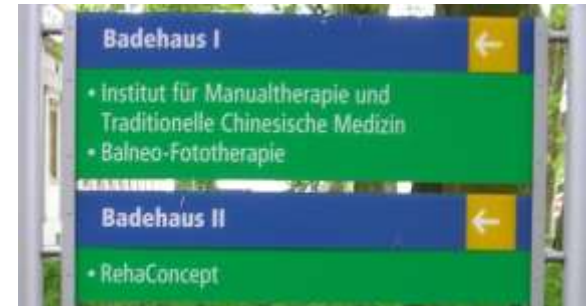 Badehaus I
• Institut für Manualtherapie und
Traditionelle Chinesische Medizin
• Balneo-Fototherapie
Badehaus II
• RehaConcept